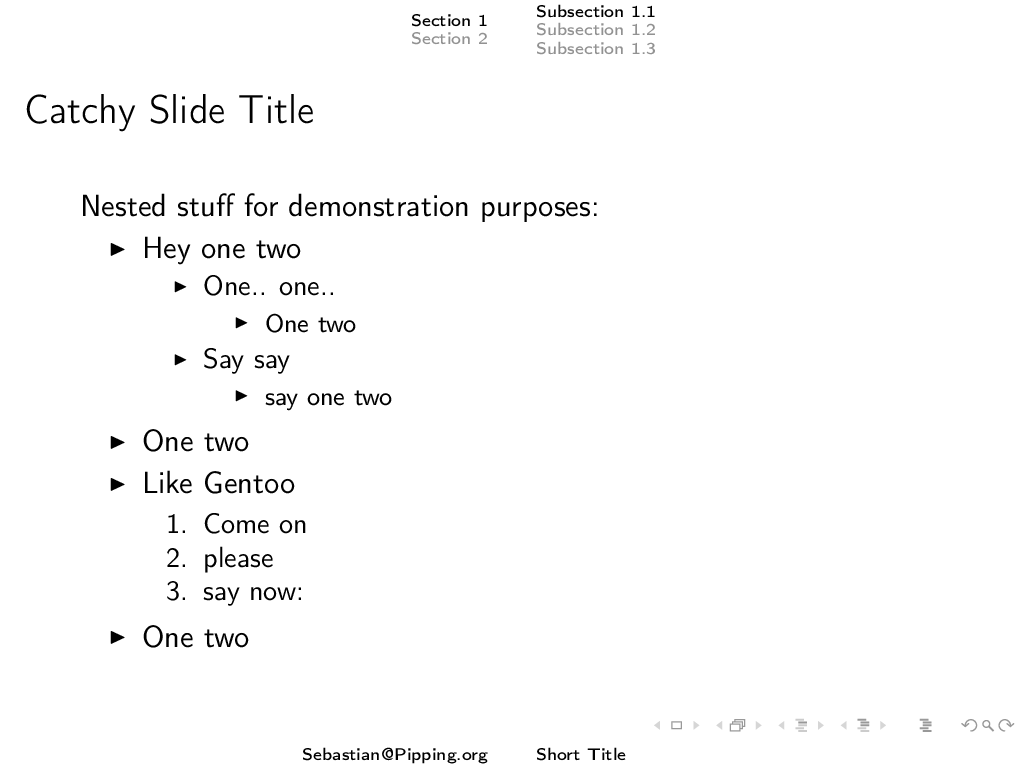 Section 1
Section 2
Subsection 1.1
Subsection 1.2
Subsection 1.3
Catchy Slide Title
Nested stuff for demonstration purposes:
Hey one two
One.. one..
One two
Say say
say one two
One two
Like Gentoo
1. Come on
2. please
3. say now:
One two
Sebastian@Pipping.org
Short Title